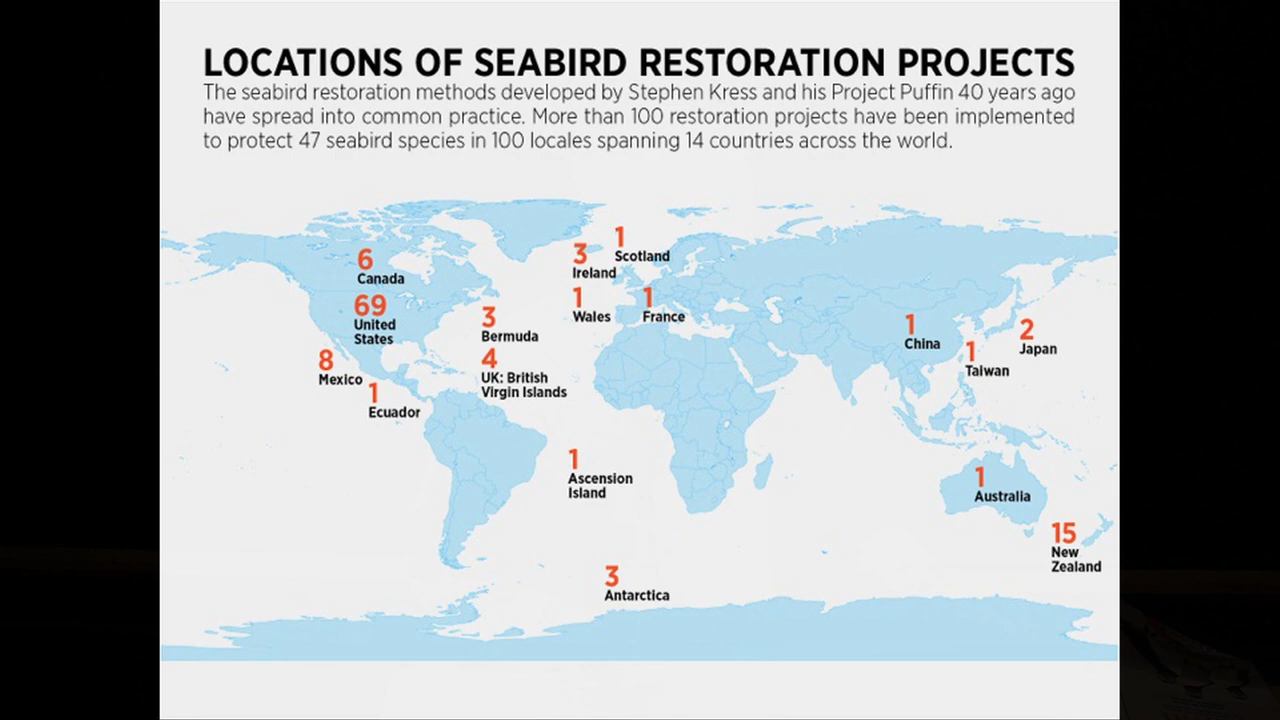 LOCATIONS OF SEABIRD RESTORATION PROJECTS
The seabird restoration methods developed by Stephen Kress and his Project Puffin 40 years ago
have spread into common practice. More than 100 restoration projects have been implemented
to protect 47 seabird species in 100 locales spanning 14 countries across the world.
1
Scotland
3
Ireland
6
Canada
1
Wales
1
France
69
United
States
3
Bermuda
1
China
2
Japan
1
Taiwan
8
Mexico
4
UK: British
Virgin Islands
1
Ecuador
1
Ascension
Island
1
Australia
15
New
Zealand
3
Antarctica